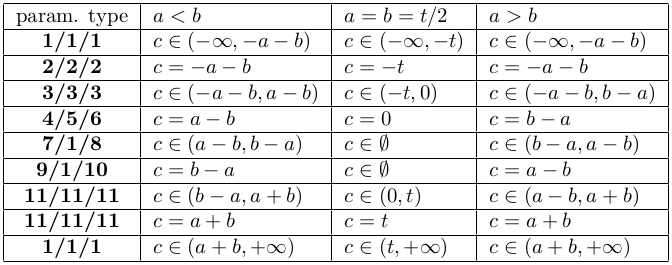 param. type a < b a = b = t/2 a > b
1/1/1 c ∈ (−∞, −a − b) c ∈ (−∞, −t) c ∈ (−∞, −a − b)
2/2/2 c = −a − b c = −t c = −a − b
3/3/3 c ∈ (−a − b, a − b) c ∈ (−t, 0) c ∈ (−a − b, b − a)
4/5/6 c = a − b c = 0 c = b − a
7/1/8 c ∈ (a − b, b − a) c ∈ ∅ c ∈ (b − a, a − b)
9/1/10 c = b − a c ∈ ∅ c = a − b
11/11/11 c ∈ (b − a, a + b) c ∈ (0, t) c ∈ (a − b, a + b)
11/11/11 c = a + b c = t c = a + b
1/1/1 c ∈ (a + b, +∞) c ∈ (t, +∞) c ∈ (a + b, +∞)